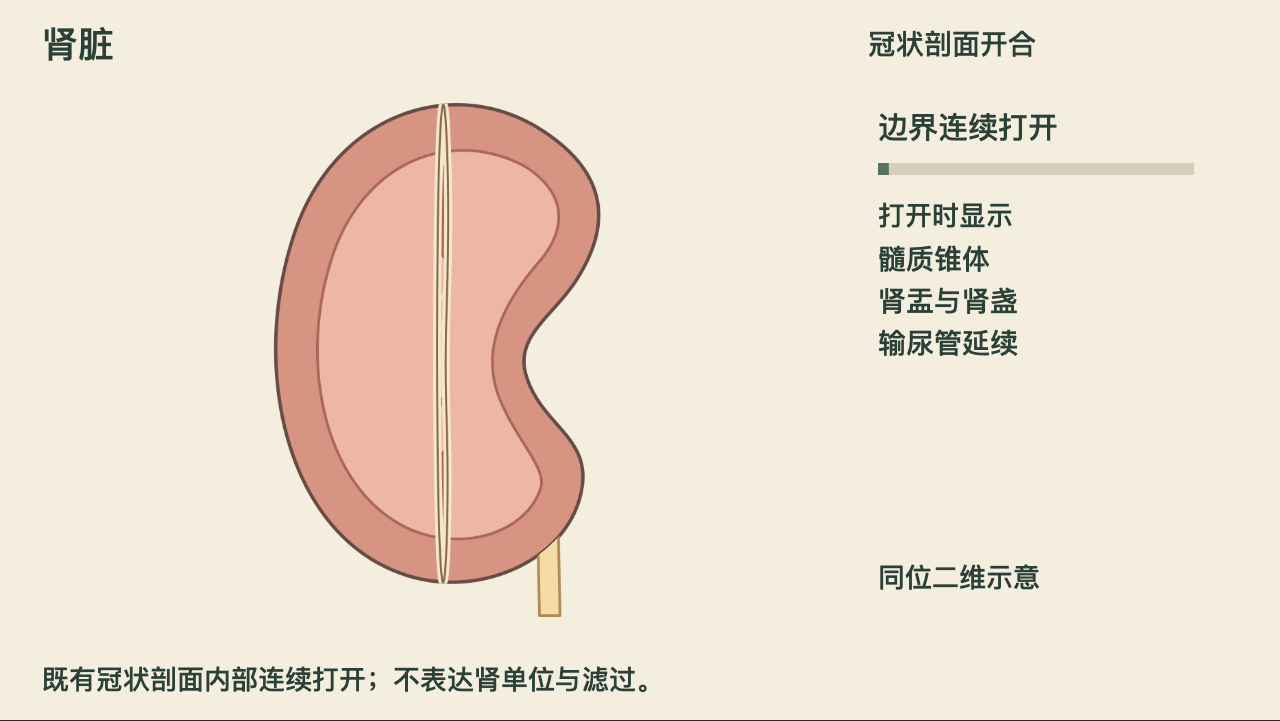 肾脏
冠状剖面开合
边界连续打开
打开时显示
髓质锥体
肾盂与肾盏
输尿管延续
同位二维示意
既有冠状剖面内部连续打开；不表达肾单位与滤过。